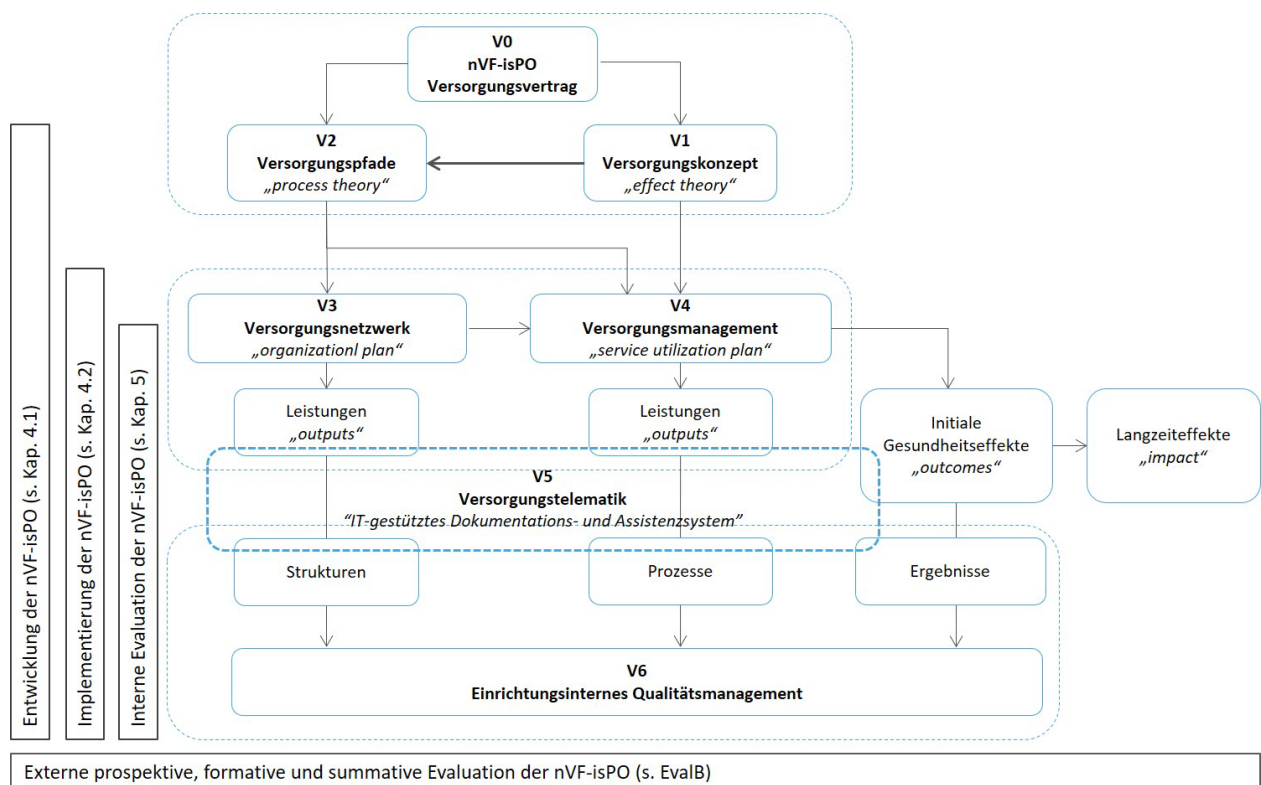 V0
nVF-isPO
Versorgungsvertrag
V2
Versorgungspfade
„process theory“
V1
Versorgungskonzept
„effect theory“
V3
Versorgungsnetzwerk
„organizationl plan“
V4
Versorgungsmanagement
„service utilization plan“
Leistungen
„outputs“
Leistungen
„outputs“
Initiale
Gesundheitseffekte
„outcomes“
Langzeiteffekte
„impact“
V5
Versorgungstelematik
“IT-gestütztes Dokumentations- und Assistenzsystem”
Strukturen
Prozesse
Ergebnisse
V6
Einrichtungsinternes Qualitätsmanagement
Entwicklung der nVF-isPO (s. Kap. 4.1)
Implementierung der nVF-isPO (s. Kap. 4.2)
Interne Evaluation der nVF-isPO (s. Kap. 5)
Externe prospektive, formative und summative Evaluation der nVF-isPO (s. EvalB)